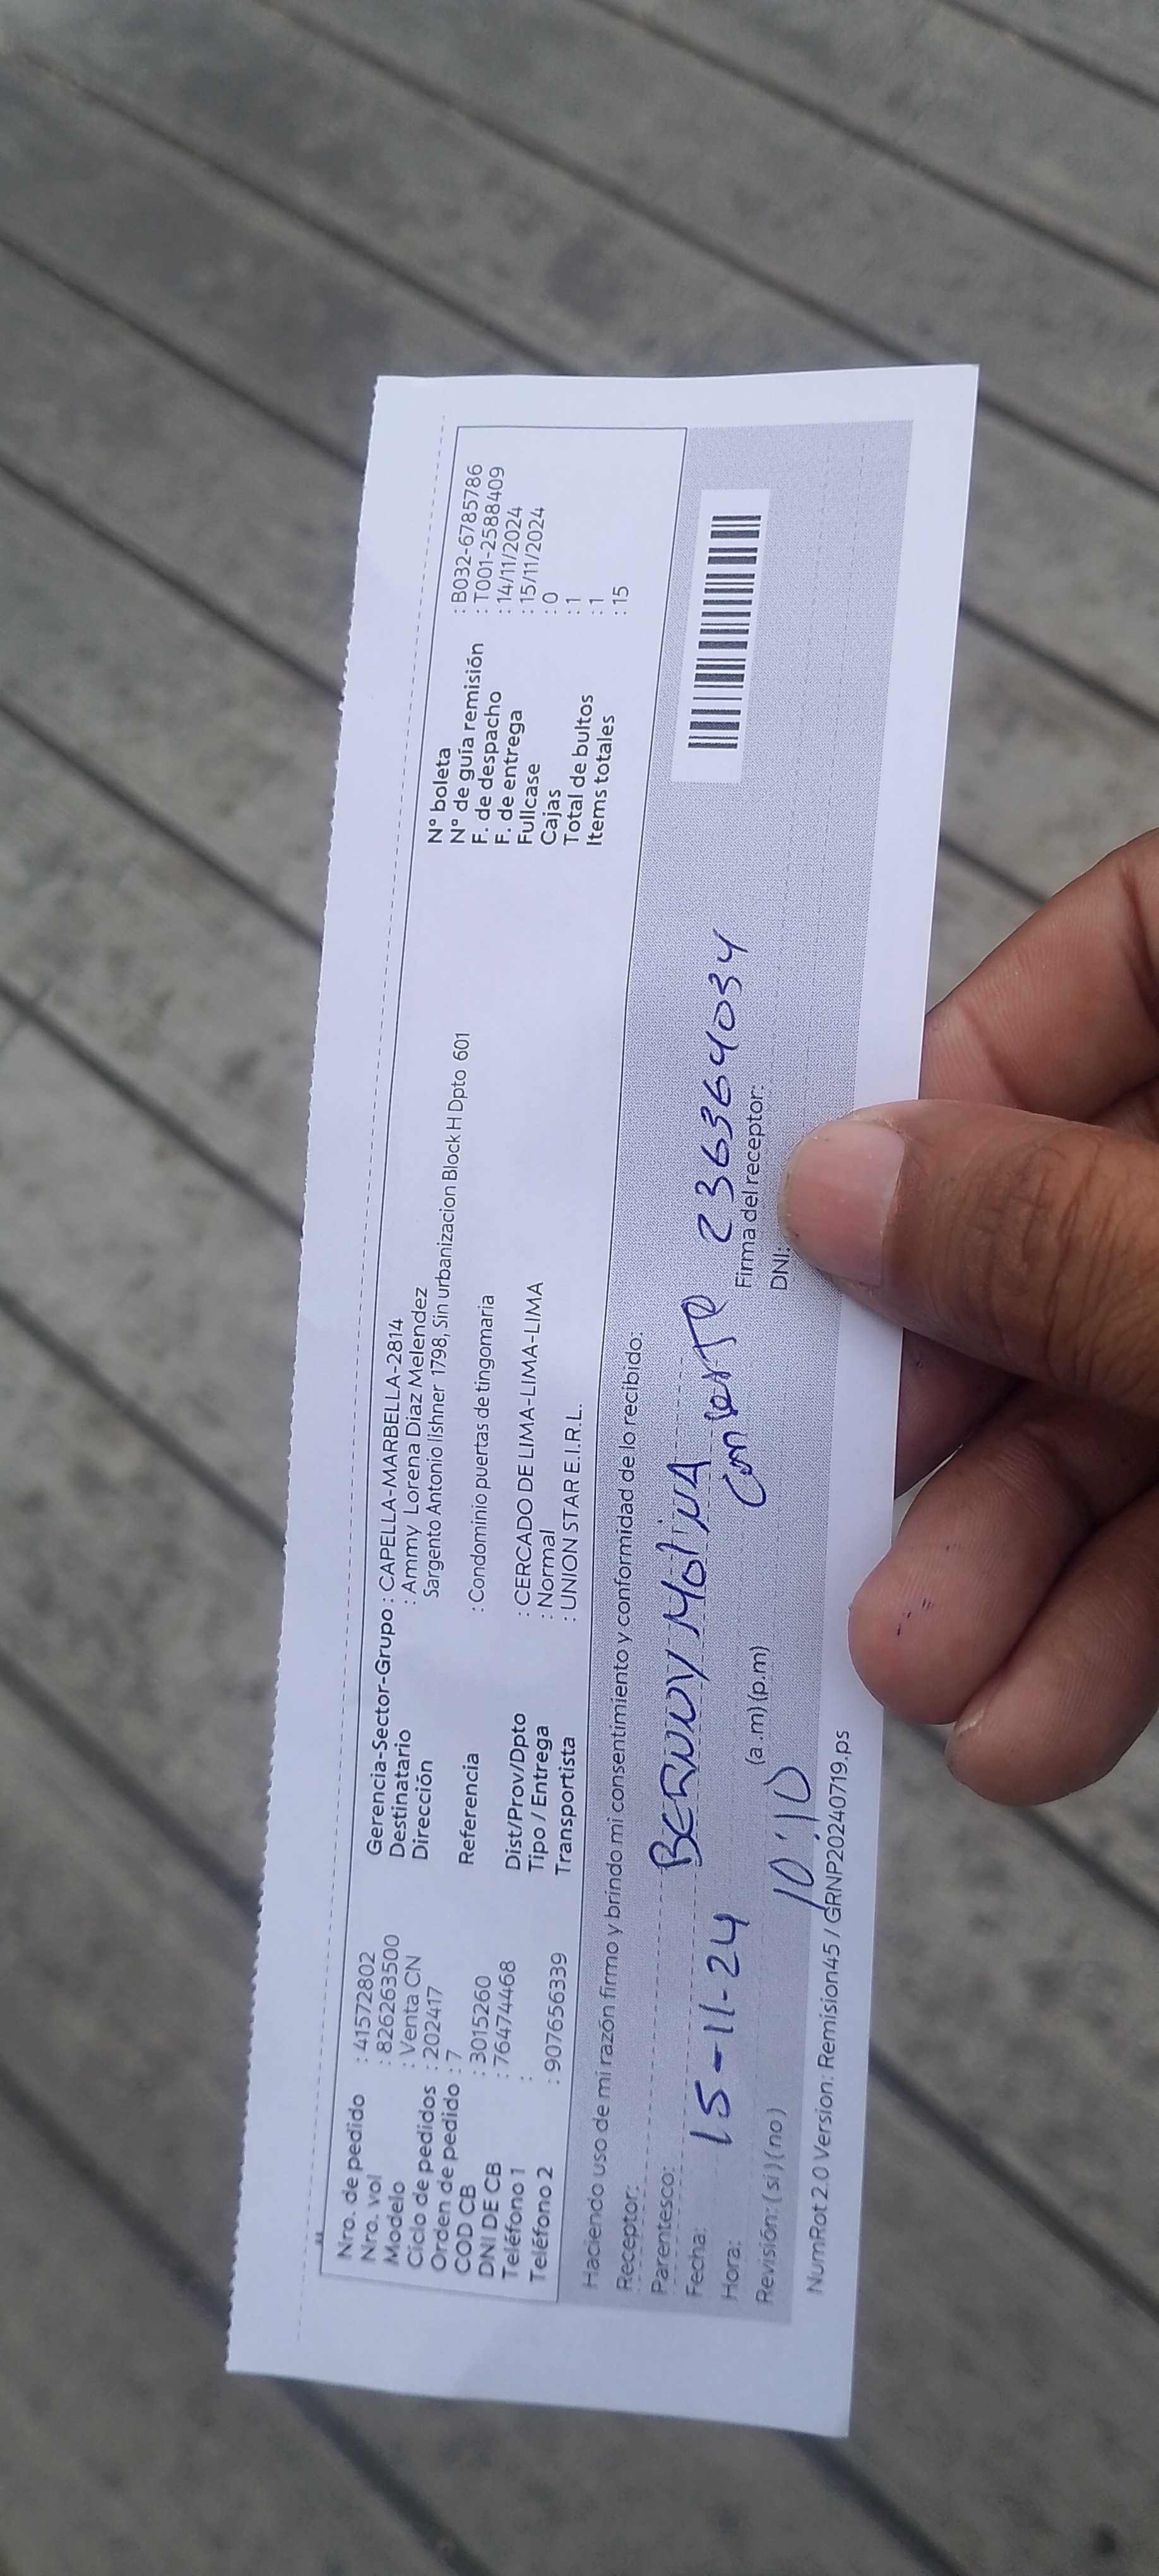 Nro. de pedido : 41572802
Nro. vol : 826263500
Modelo : Venta CN
Ciclo de pedidos : 202417
Orden de pedido : 7
COD CB : 3015260
DNI DE CB : 76474468
Teléfono 1 :
Teléfono 2 : 907656339
Gerencia-Sector-Grupo : CAPELLA-MARBELLA-2814
Destinatario : Ammy Lorena Diaz Melendez
Dirección Sargento Antonio lishner 1798, Sin urbanizacion Block H Dpto 601
Referencia : Condominio puertas de tingomaria
Dist/Prov/Dpto : CERCADO DE LIMA-LIMA-LIMA
Tipo / Entrega : Normal
Transportista : UNION STAR E.I.R.L.
N° boleta : B032-6785786
N° de guía remisión : T001-2588409
F. de despacho : 14/11/2024
F. de entrega : 15/11/2024
Fullcase : 0
Cajas : 1
Total de bultos : 1
Items totales : 15
Haciendo uso de mi razón firmo y brindo mi consentimiento y conformidad de lo recibido:
Receptor:
Parentesco: BERNUY MOLINA
Fecha: 15-11-24 236364034
Hora: (a .m) (p.m) Firma del receptor:
10:10
Revisión: ( si ) ( no ) DNI:
NumRot 2.0 Version: Remision45 / GRNP20240719.ps